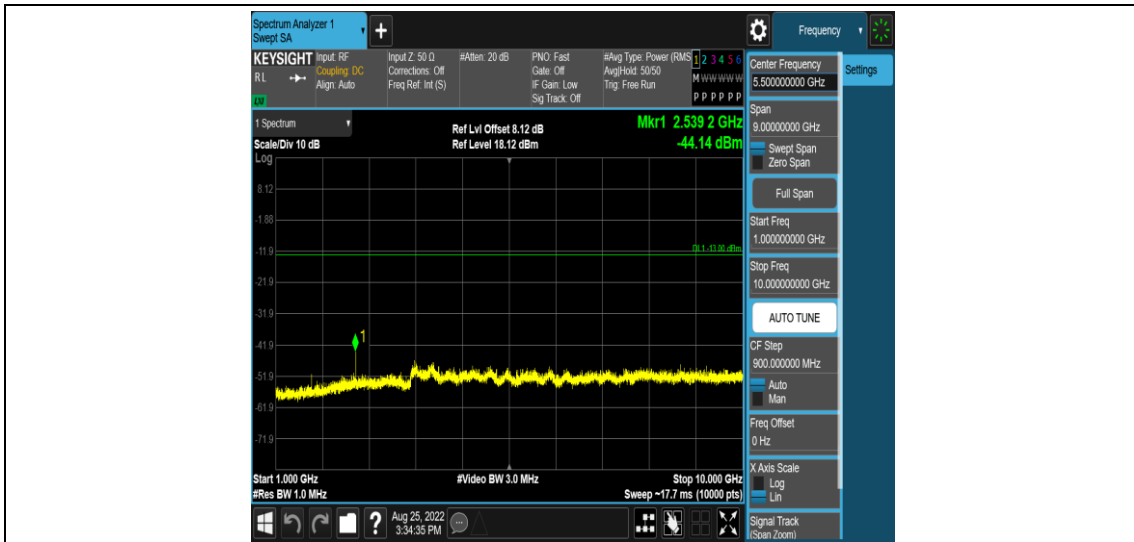 Spectrum Analyzer 1
Swept SA
+
Frequency
KEYSIGHT
RL
LXI
Input: RF
Coupling: DC
Align: Auto
Input Z: 50 Ω
Corrections: Off
Freq Ref: Int (S)
#Atten: 20 dB
PNO: Fast
Gate: Off
IF Gain: Low
Sig Track: Off
#Avg Type: Power (RMS
Avg|Hold: 50/50
Trig: Free Run
1 2 3 4 5 6
M W W W W W
P P P P P P
Center Frequency
5.500000000 GHz
Settings
Span
9.00000000 GHz
Swept Span
Zero Span
Full Span
Start Freq
1.000000000 GHz
Stop Freq
10.000000000 GHz
AUTO TUNE
CF Step
900.000000 MHz
Auto
Man
Freq Offset
0 Hz
X Axis Scale
Log
Lin
Signal Track
(Span Zoom)
1 Spectrum
Scale/Div 10 dB
Log
Ref Lvl Offset 8.12 dB
Ref Level 18.12 dBm
Mkr1 2.539 2 GHz
-44.14 dBm
8.12
-1.88
-11.9
DL1 -13.00 dBm
-21.9
-31.9
1
-41.9
-51.9
-61.9
-71.9
Start 1.000 GHz
#Video BW 3.0 MHz
Stop 10.000 GHz
#Res BW 1.0 MHz
Sweep ~17.7 ms (10000 pts)
?
Aug 25, 2022
3:34:35 PM